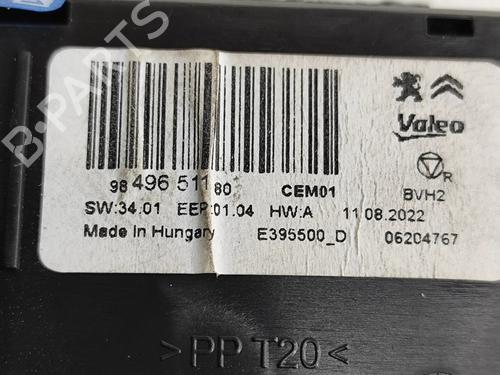 B-PARTS
Valeo
R
98 496 511 80 CEM01 BVH2
SW:34.01 EEP:01.04 HW:A 11.08.2022
Made In Hungary E395500_D 06204767
>PP T20<